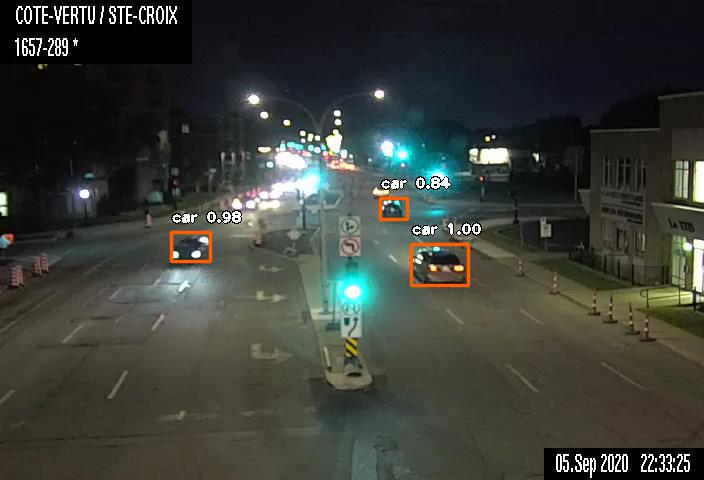 COTE-VERTU / STE-CROIX
1657-289 *
car 0.84
car 0.98
car 1.00
05.Sep 2020 22:33:25